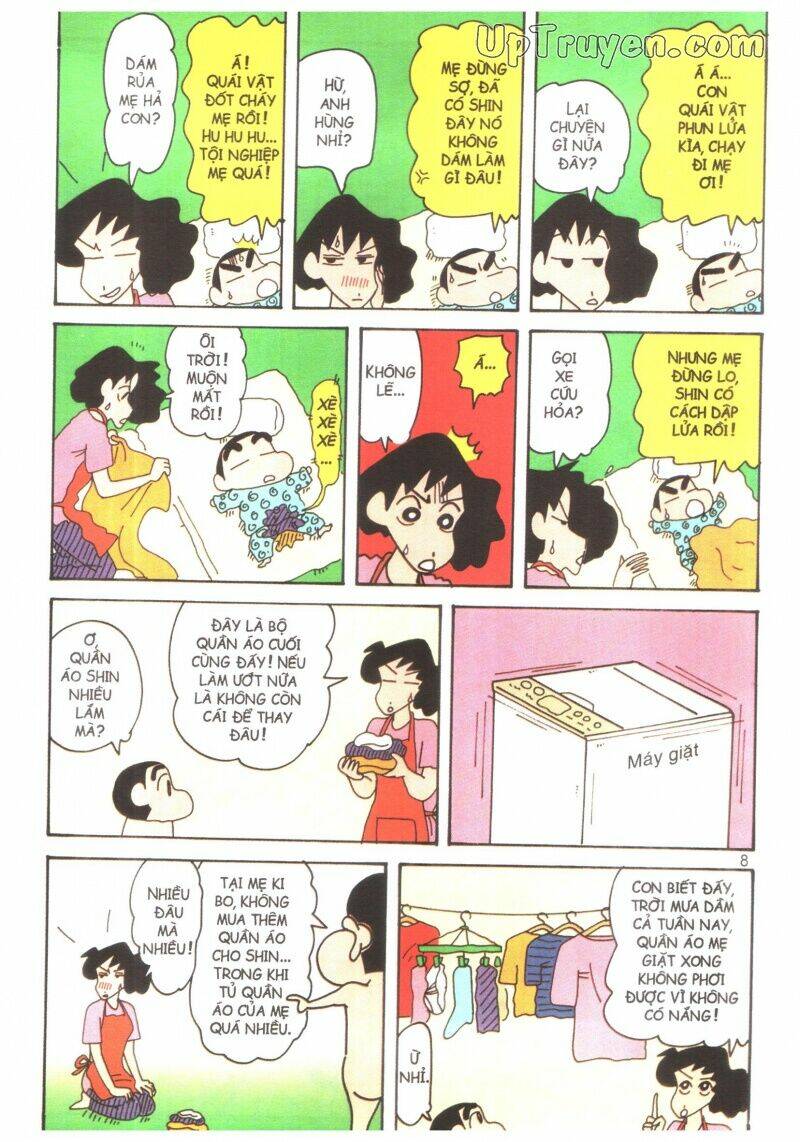 UpTruyen.com
Á Á...
CON
QUÁI VẬT
PHUN LỬA
KÌA, CHẠY
ĐI MẸ
ƠI!
LẠI
CHUYỆN
GÌ NỮA
ĐÂY?
MẸ ĐỪNG
SỢ, ĐÃ
CÓ SHIN
ĐÂY NÓ
KHÔNG
DÁM LÀM
GÌ ĐÂU!
HỪ,
ANH
HÙNG
NHỈ?
Á!
QUÁI VẬT
ĐỐT CHÁY
MẸ RỒI!
HU HU HU...
TỘI NGHIỆP
MẸ QUÁ!
DÁM
RỦA
MẸ HẢ
CON?
NHƯNG MẸ
ĐỪNG LO,
SHIN CÓ
CÁCH DẬP
LỬA RỒI!
GỌI
XE
CỨU
HỎA?
Á...
KHÔNG
LẼ...
XÈ
XÈ
XÈ
...
ÔI
TRỜI!
MUỘN
MẤT
RỒI!
Máy giặt
ĐÂY LÀ BỘ
QUẦN ÁO CUỐI
CÙNG ĐẤY! NẾU
LÀM ƯỚT NỮA
LÀ KHÔNG CÒN
CÁI ĐỂ THAY
ĐÂU!
Ơ,
QUẦN
ÁO SHIN
NHIỀU
LẮM
MÀ?
8
CON BIẾT ĐẤY,
TRỜI MƯA DẦM
CẢ TUẦN NAY,
QUẦN ÁO MẸ
GIẶT XONG
KHÔNG PHƠI
ĐƯỢC VÌ KHÔNG
CÓ NẮNG!
Ừ
NHỈ.
TẠI MẸ KI
BO, KHÔNG
MUA THÊM
QUẦN ÁO
CHO SHIN...
TRONG KHI
TỦ QUẦN
ÁO CỦA MẸ
QUÁ NHIỀU.
NHIỀU
ĐÂU
MÀ
NHIỀU!